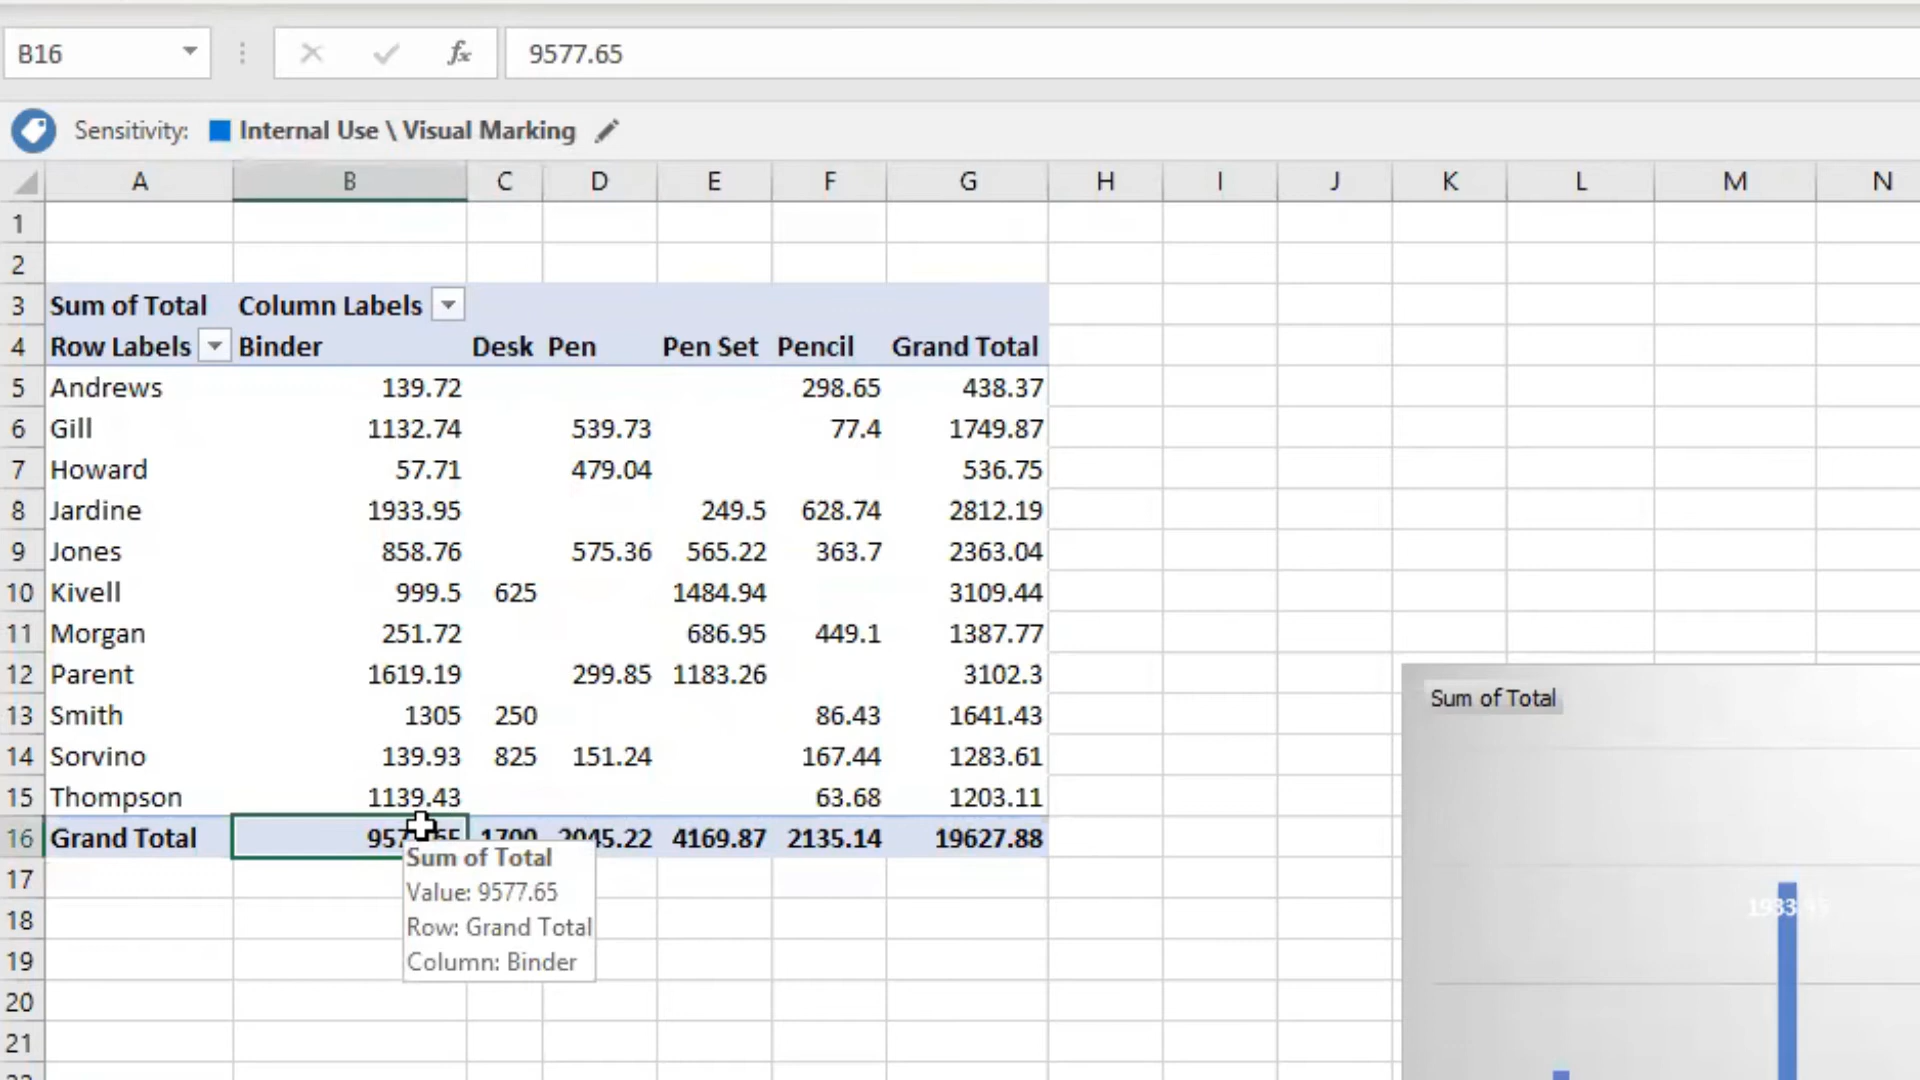 B16 fx 9577.65
Sensitivity: Internal Use \ Visual Marking
A B C D E F G H I J K L M N
1
2
3 Sum of Total Column Labels
4 Row Labels Binder Desk Pen Pen Set Pencil Grand Total
5 Andrews 139.72 298.65 438.37
6 Gill 1132.74 539.73 77.4 1749.87
7 Howard 57.71 479.04 536.75
8 Jardine 1933.95 249.5 628.74 2812.19
9 Jones 858.76 575.36 565.22 363.7 2363.04
10 Kivell 999.5 625 1484.94 3109.44
11 Morgan 251.72 686.95 449.1 1387.77
12 Parent 1619.19 299.85 1183.26 3102.3
13 Smith 1305 250 86.43 1641.43
14 Sorvino 139.93 825 151.24 167.44 1283.61
15 Thompson 1139.43 63.68 1203.11
16 Grand Total 1700 2045.22 4169.87 2135.14 19627.88
Sum of Total
Value: 9577.65
Row: Grand Total
Column: Binder
17
18
19
20
21
Sum of Total